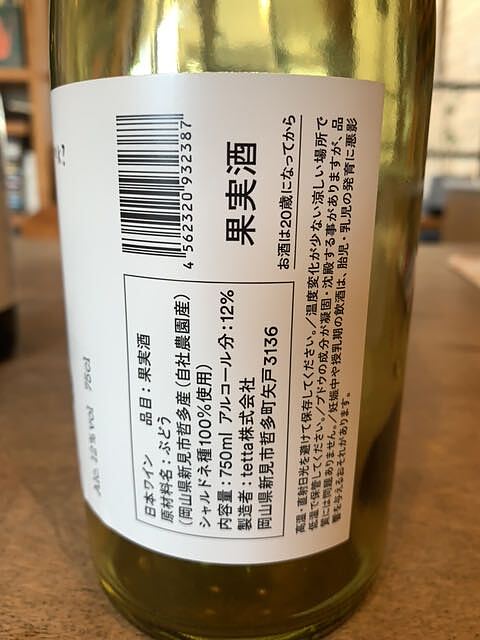 Alc. 12% vol 75cl
4 562320 932387
果実酒
お酒は20歳になってから
日本ワイン 品目:果実酒
原材料名:ぶどう
(岡山県新見市哲多産(自社農園産)
シャルドネ種100%使用)
内容量:750ml アルコール分:12%
製造者:tetta株式会社
岡山県新見市哲多町矢戸3136
高温・直射日光を避けて保存してください。/温度変化が少ない涼しい場所で
低温で保管してください。/ブドウの成分が凝固・沈殿する事がありますが、品
質には問題ありません。/妊娠中や授乳期の飲酒は、胎児・乳児の発育に悪影
響を与えるおそれがあります。